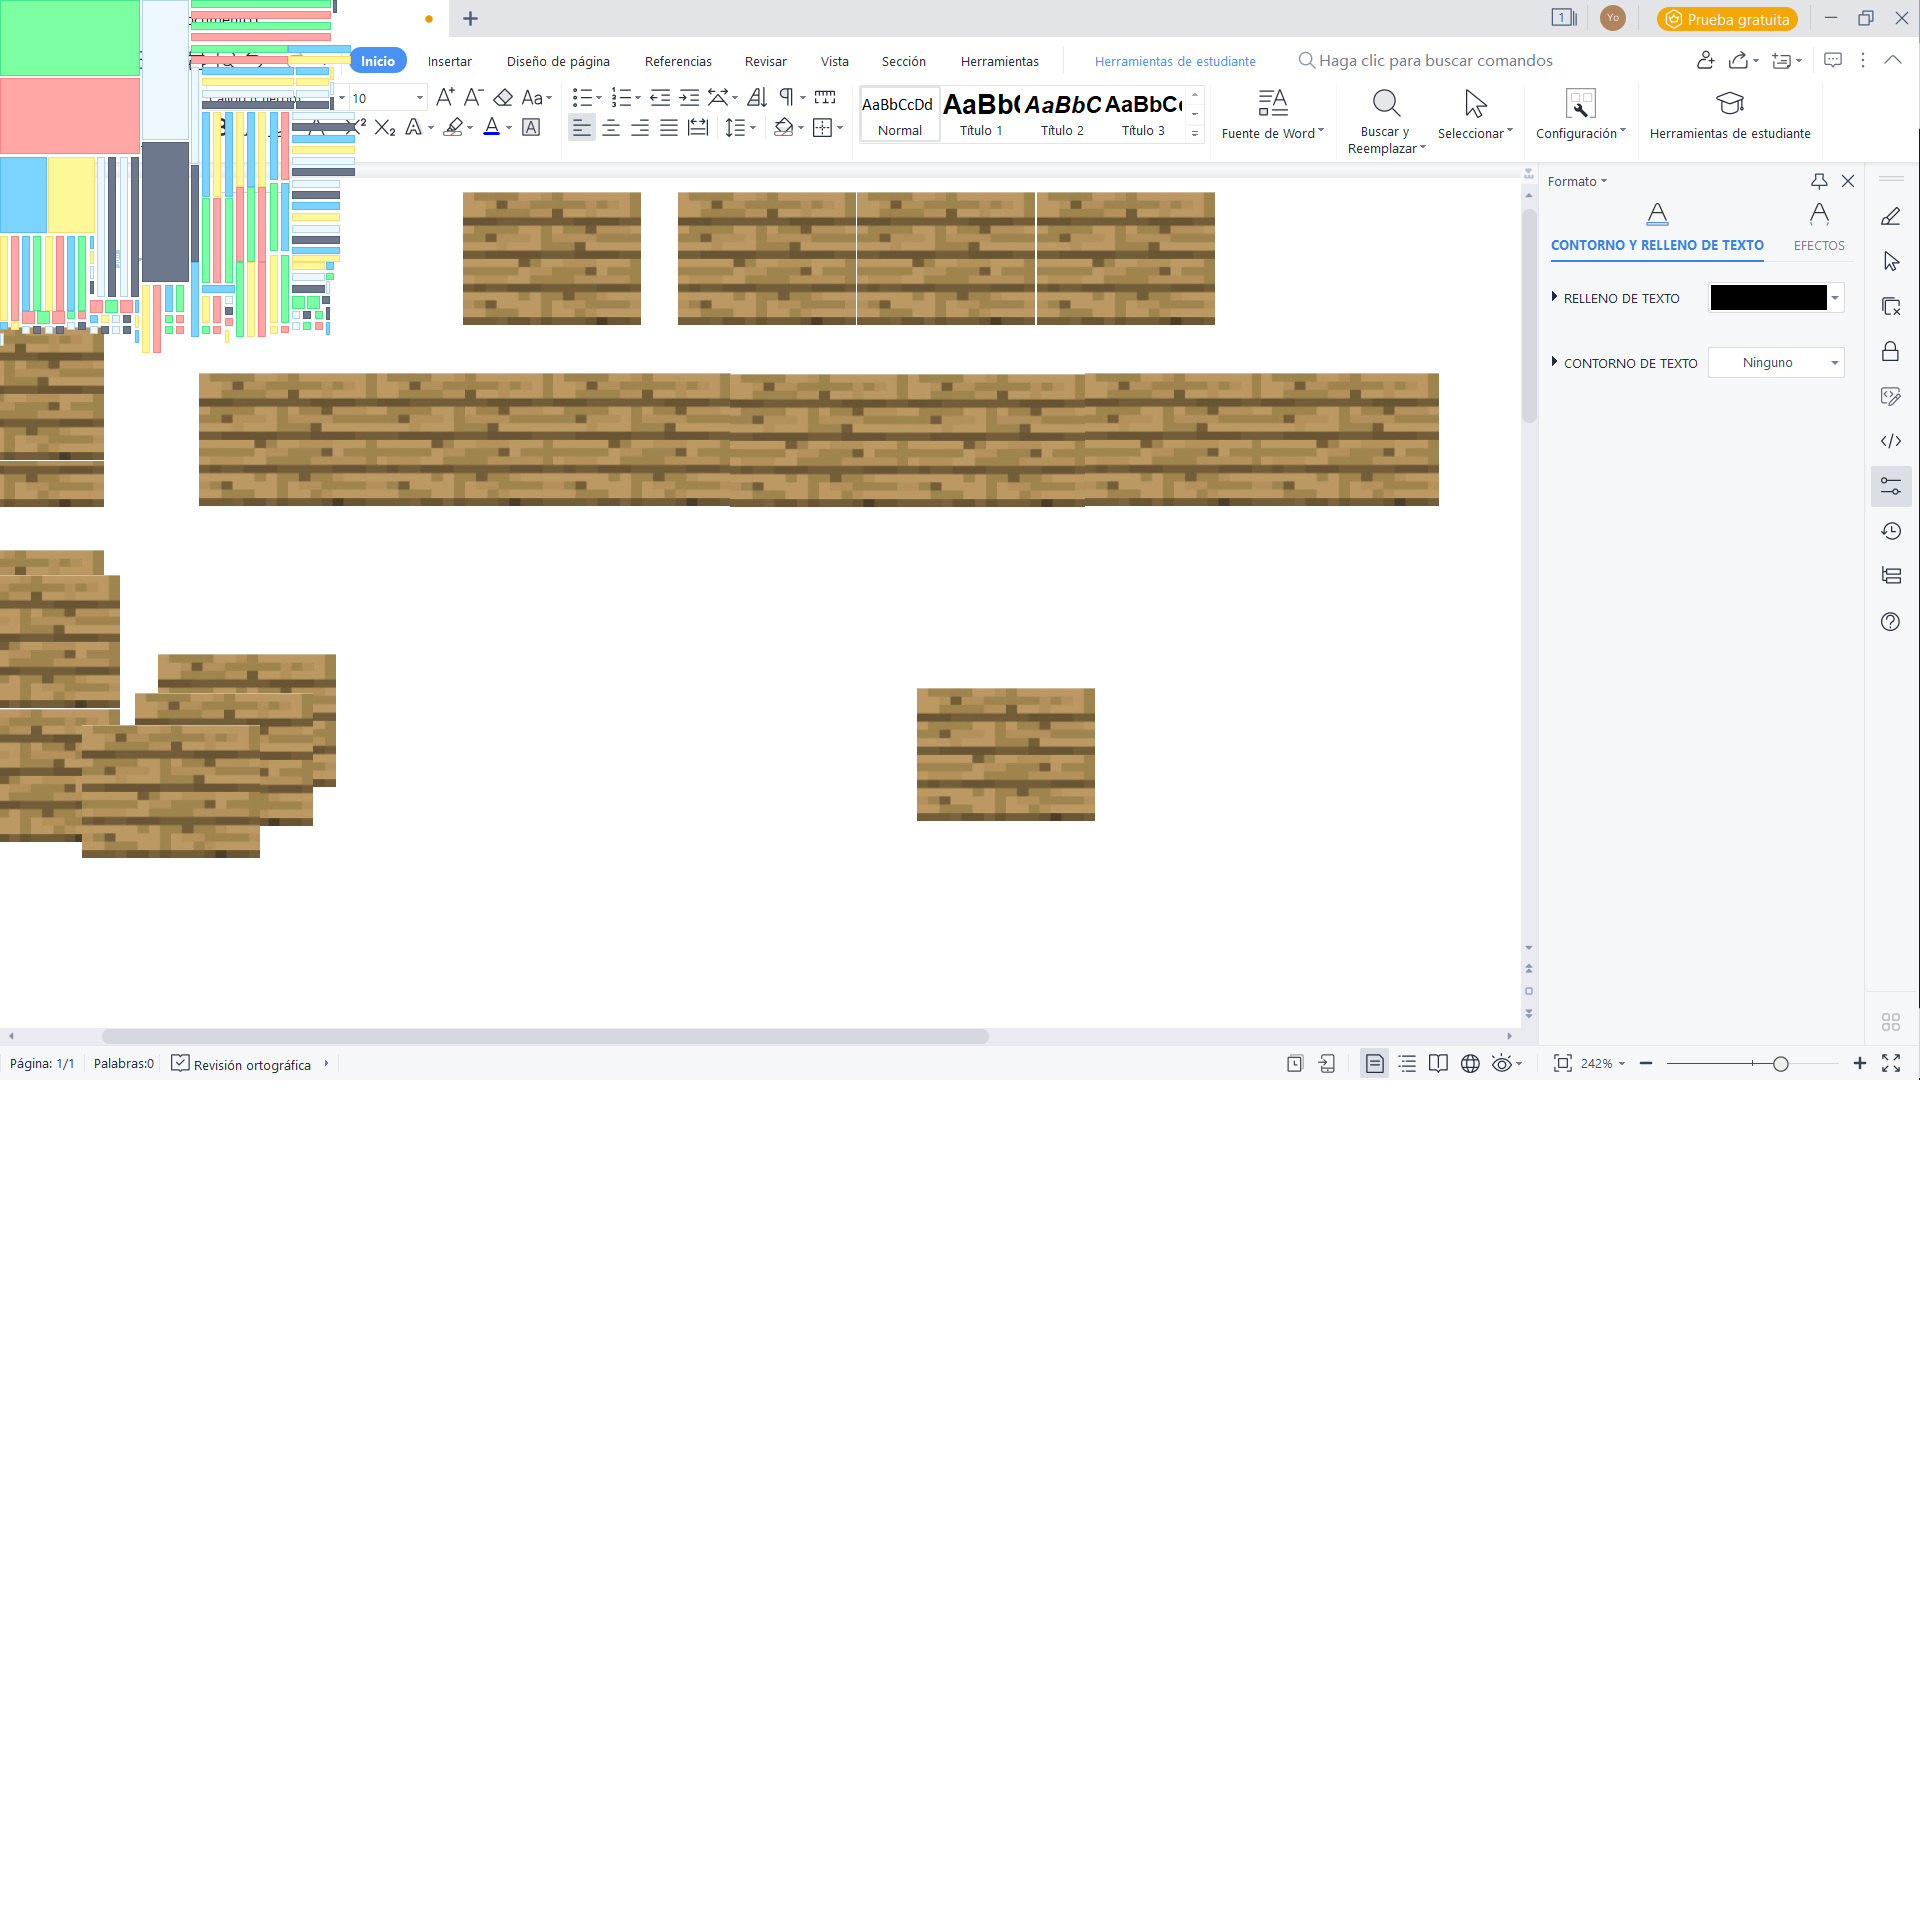 1
Yo
Prueba gratuita
Inicio
Insertar
Diseño de página
Referencias
Revisar
Vista
Sección
Herramientas
Herramientas de estudiante
Haga clic para buscar comandos
10
AaBbCcDd
Normal
Título 1
AaBbC
Título 2
Título 3
Fuente de Word
Buscar y
Reemplazar
Seleccionar
Configuración
Herramientas de estudiante
Formato
CONTORNO Y RELLENO DE TEXTO
EFECTOS
RELLENO DE TEXTO
CONTORNO DE TEXTO
Ninguno
Página: 1/1
Palabras:0
Revisión ortográfica
242%